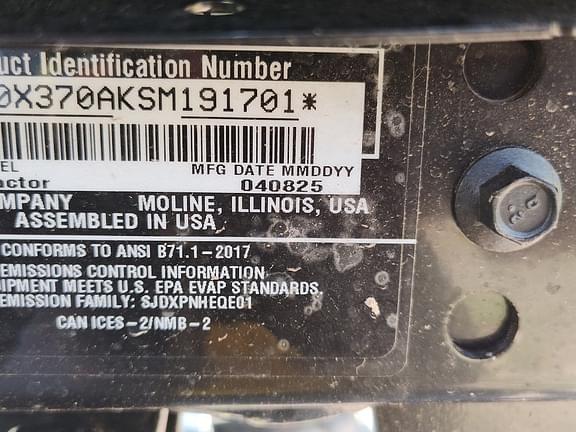 uct Identification Number
0X370AKSM191701*
EL
MFG DATE MMDDYY
actor
040825
MPANY MOLINE, ILLINOIS, USA
ASSEMBLED IN USA
CONFORMS TO ANSI B71.1-2017
EMISSIONS CONTROL INFORMATION
IPMENT MEETS U.S. EPA EVAP STANDARDS.
EMISSION FAMILY: SJDXPNHEQE01
CAN ICES-2/NMB-2